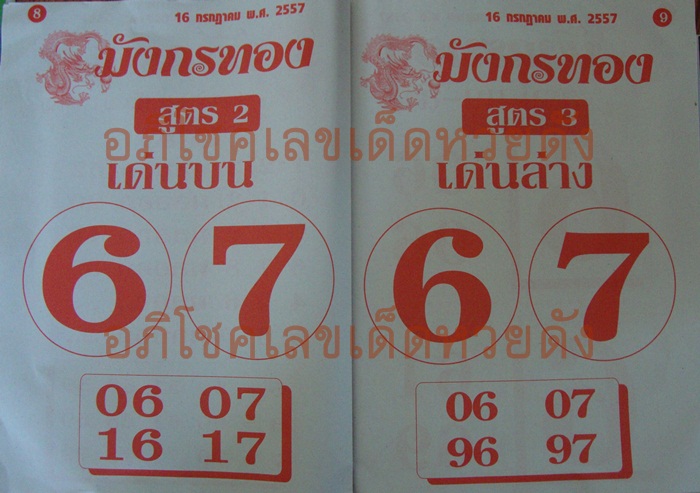 8
16 กรกฎาคม พ.ศ. 2557
มังกรทอง
สูตร 2
เด่นบน
6 7
06 07
16 17
16 กรกฎาคม พ.ศ. 2557
9
มังกรทอง
สูตร 3
เด่นล่าง
6 7
06 07
96 97
อภิโชคเลขเด็ดหวยดัง
อภิโชคเลขเด็ดหวยดัง